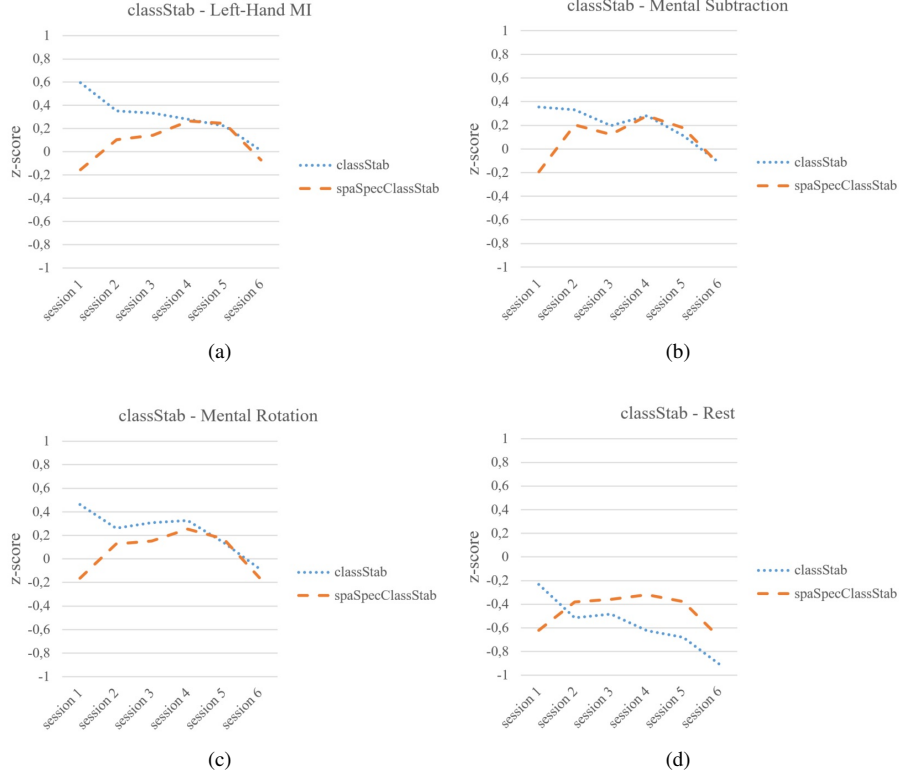 classStab - Left-Hand MI
1
0,8
0,6
0,4
0,2
0
-0,2
-0,4
-0,6
-0,8
-1
z-score
session 1
session 2
session 3
session 4
session 5
session 6
classStab
spaSpecClassStab
(a)
classStab - Mental Subtraction
1
0,8
0,6
0,4
0,2
0
-0,2
-0,4
-0,6
-0,8
-1
z-score
session 1
session 2
session 3
session 4
session 5
session 6
classStab
spaSpecClassStab
(b)
classStab - Mental Rotation
1
0,8
0,6
0,4
0,2
0
-0,2
-0,4
-0,6
-0,8
-1
z-score
session 1
session 2
session 3
session 4
session 5
session 6
classStab
spaSpecClassStab
(c)
classStab - Rest
1
0,8
0,6
0,4
0,2
0
-0,2
-0,4
-0,6
-0,8
-1
z-score
session 1
session 2
session 3
session 4
session 5
session 6
classStab
spaSpecClassStab
(d)